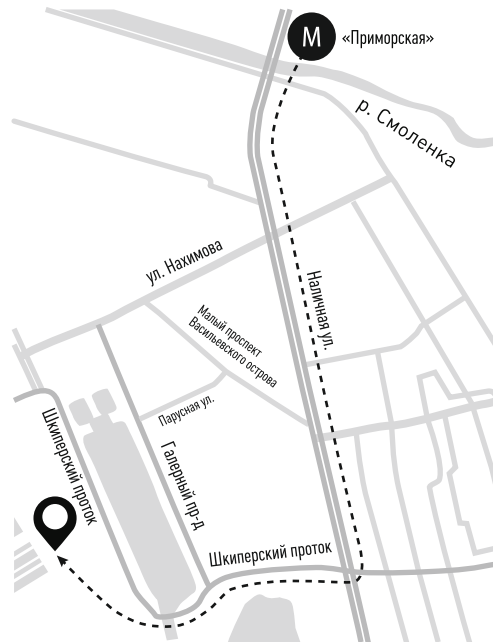 М
«Приморская»
р. Смоленка
ул. Нахимова
Наличная ул.
Малый проспект
Васильевского острова
Парусная ул.
Шкиперский проток
Галерный пр-д
Шкиперский проток